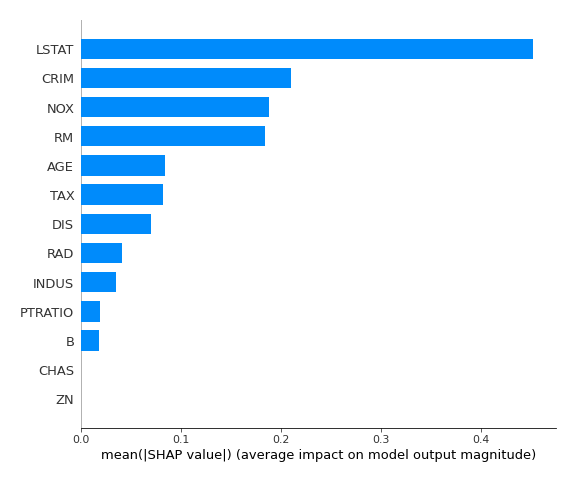 LSTAT
CRIM
NOX
RM
AGE
TAX
DIS
RAD
INDUS
PTRATIO
B
CHAS
ZN
0.0 0.1 0.2 0.3 0.4
mean(|SHAP value|) (average impact on model output magnitude)